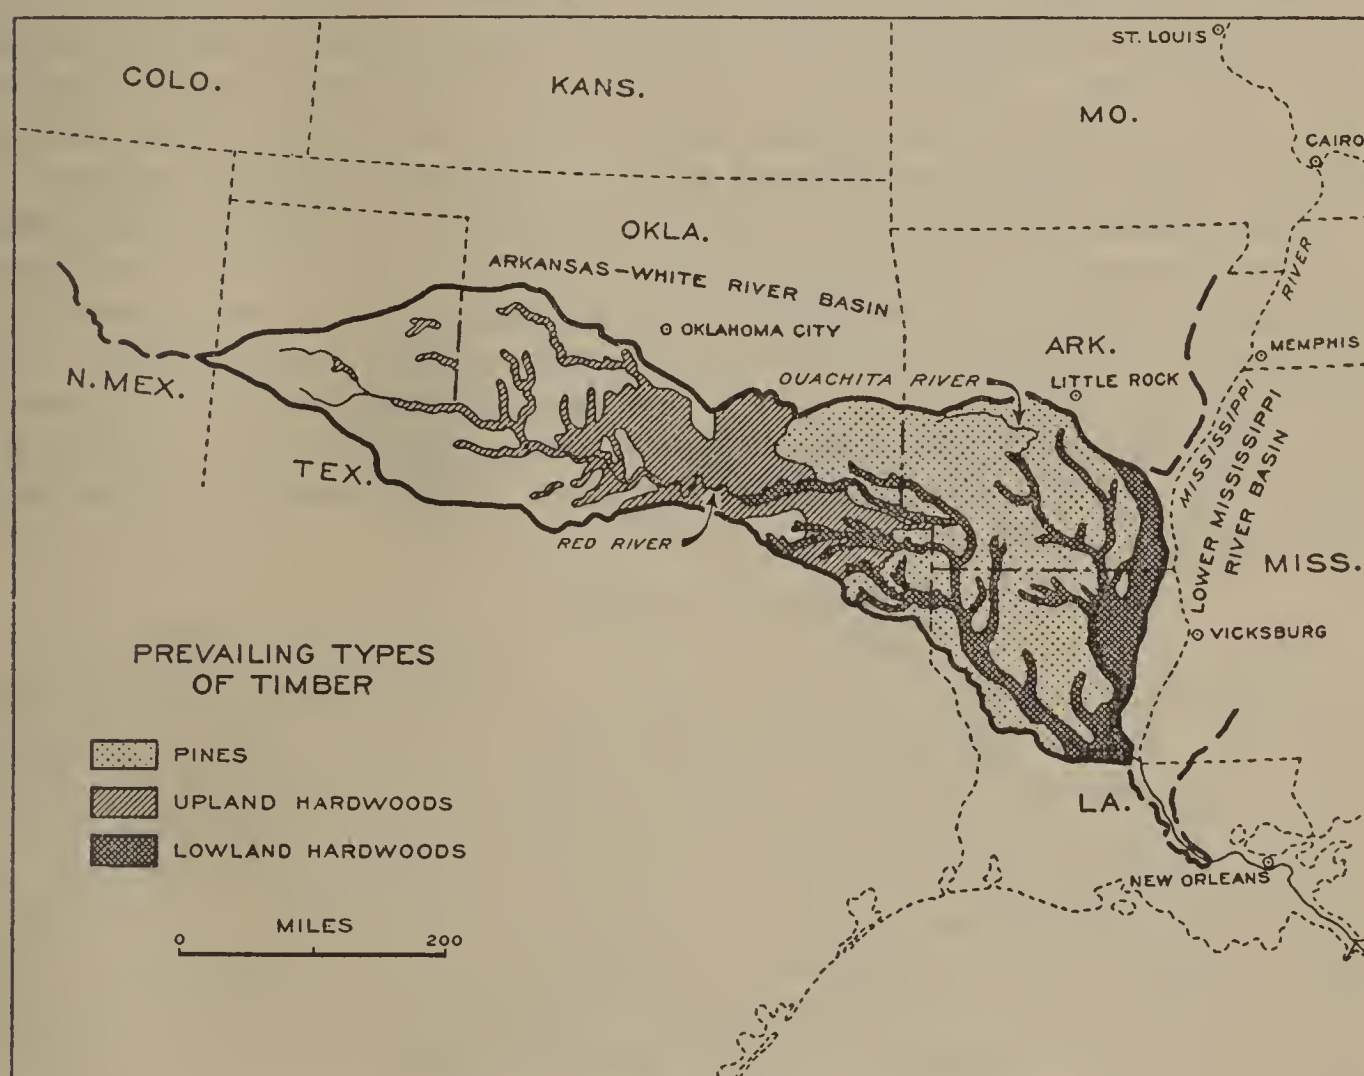 ST. LOUIS
COLO.
KANS.
MO.
CAIRO
OKLA.
ARKANSAS-WHITE RIVER BASIN
RIVER
OKLAHOMA CITY
ARK.
MEMPHIS
N. MEX.
OUACHITA RIVER
LITTLE ROCK
MISSISSIPPI
TEX.
LOWER MISSISSIPPI
RIVER BASIN
RED RIVER
MISS.
VICKSBURG
PREVAILING TYPES
OF TIMBER
PINES
UPLAND HARDWOODS
LOWLAND HARDWOODS
LA.
NEW ORLEANS
MILES
0 200